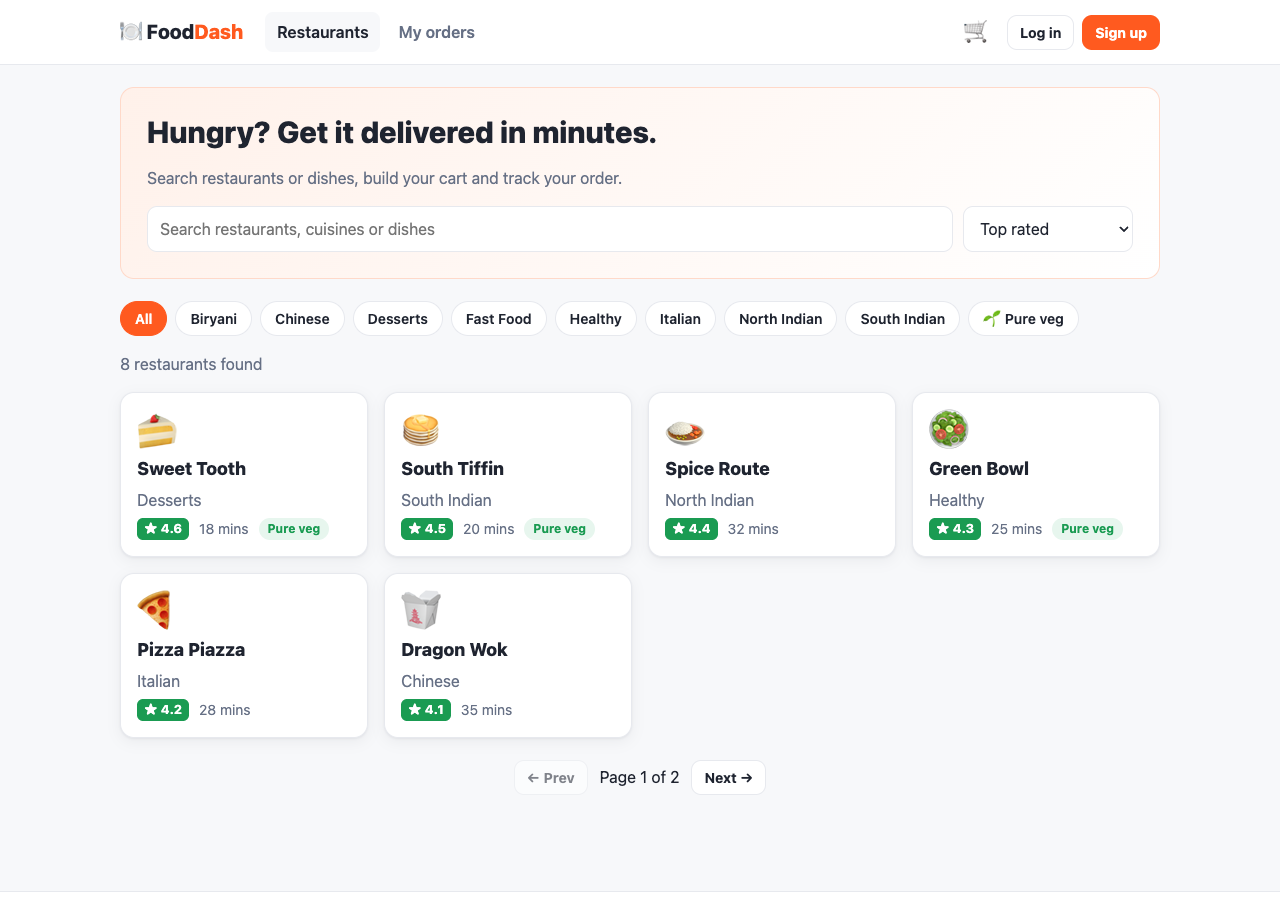 FoodDash Restaurants My orders Log in Sign up
Hungry? Get it delivered in minutes.
Search restaurants or dishes, build your cart and track your order.
Search restaurants, cuisines or dishes Top rated
All Biryani Chinese Desserts Fast Food Healthy Italian North Indian South Indian Pure veg
8 restaurants found
Sweet Tooth South Tiffin Spice Route Green Bowl
Desserts South Indian North Indian Healthy
★ 4.6 18 mins Pure veg ★ 4.5 20 mins Pure veg ★ 4.4 32 mins ★ 4.3 25 mins Pure veg
Pizza Piazza Dragon Wok
Italian Chinese
★ 4.2 28 mins ★ 4.1 35 mins
← Prev Page 1 of 2 Next →